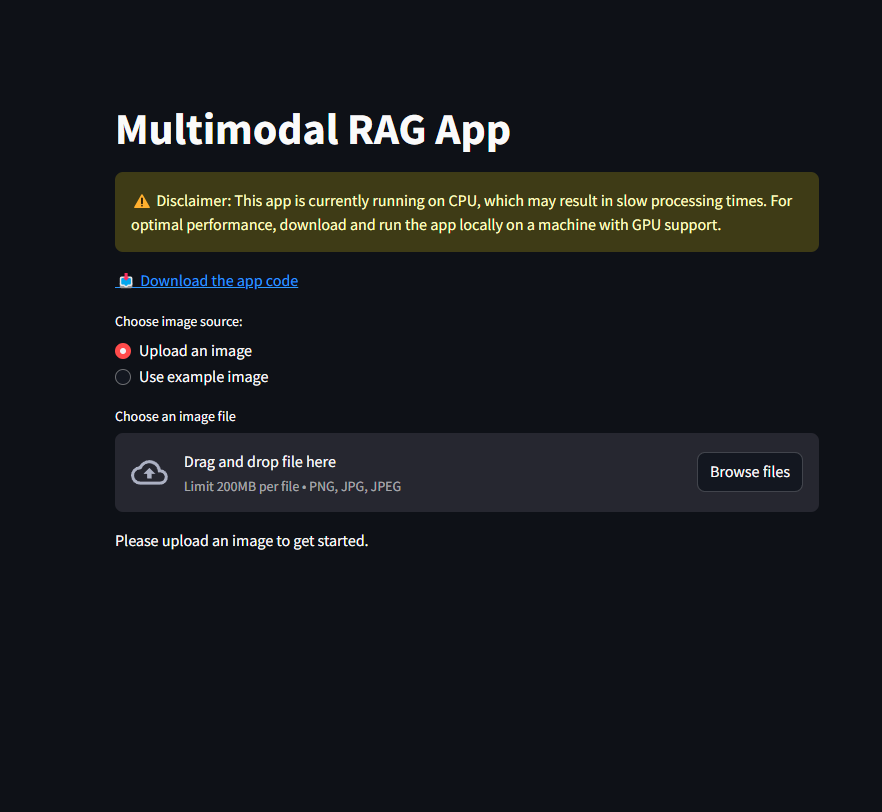 Multimodal RAG App
⚠️ Disclaimer: This app is currently running on CPU, which may result in slow processing times. For
optimal performance, download and run the app locally on a machine with GPU support.
📩 Download the app code
Choose image source:
Upload an image
Use example image
Choose an image file
Drag and drop file here
Limit 200MB per file • PNG, JPG, JPEG
Browse files
Please upload an image to get started.